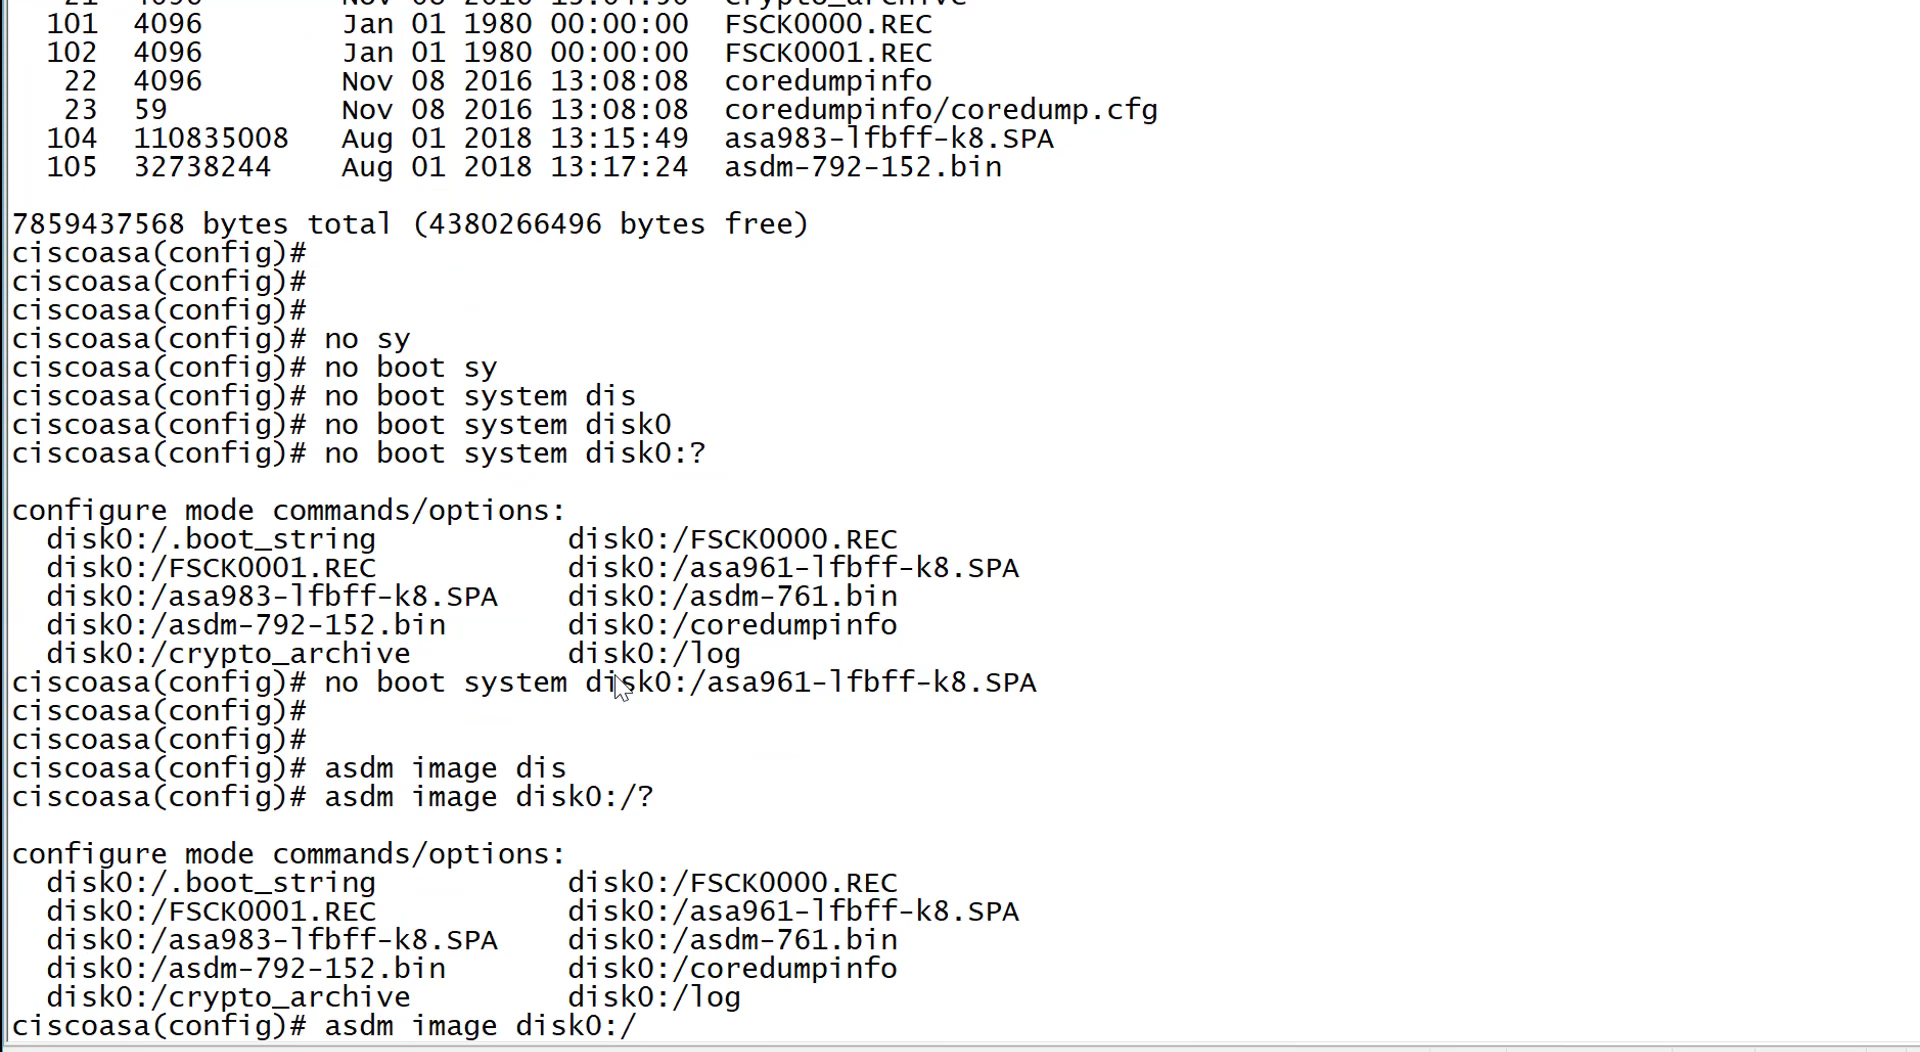 21 4096 Nov 08 2016 13:04:50 crypto_archive
101 4096 Jan 01 1980 00:00:00 FSCK0000.REC
102 4096 Jan 01 1980 00:00:00 FSCK0001.REC
22 4096 Nov 08 2016 13:08:08 coredumpinfo
23 59 Nov 08 2016 13:08:08 coredumpinfo/coredump.cfg
104 110835008 Aug 01 2018 13:15:49 asa983-lfbff-k8.SPA
105 32738244 Aug 01 2018 13:17:24 asdm-792-152.bin
7859437568 bytes total (4380266496 bytes free)
ciscoasa(config)#
ciscoasa(config)#
ciscoasa(config)#
ciscoasa(config)# no sy
ciscoasa(config)# no boot sy
ciscoasa(config)# no boot system dis
ciscoasa(config)# no boot system disk0
ciscoasa(config)# no boot system disk0:?
configure mode commands/options:
disk0:/.boot_string disk0:/FSCK0000.REC
disk0:/FSCK0001.REC disk0:/asa961-lfbff-k8.SPA
disk0:/asa983-lfbff-k8.SPA disk0:/asdm-761.bin
disk0:/asdm-792-152.bin disk0:/coredumpinfo
disk0:/crypto_archive disk0:/log
ciscoasa(config)# no boot system disk0:/asa961-lfbff-k8.SPA
ciscoasa(config)#
ciscoasa(config)#
ciscoasa(config)# asdm image dis
ciscoasa(config)# asdm image disk0:/?
configure mode commands/options:
disk0:/.boot_string disk0:/FSCK0000.REC
disk0:/FSCK0001.REC disk0:/asa961-lfbff-k8.SPA
disk0:/asa983-lfbff-k8.SPA disk0:/asdm-761.bin
disk0:/asdm-792-152.bin disk0:/coredumpinfo
disk0:/crypto_archive disk0:/log
ciscoasa(config)# asdm image disk0:/